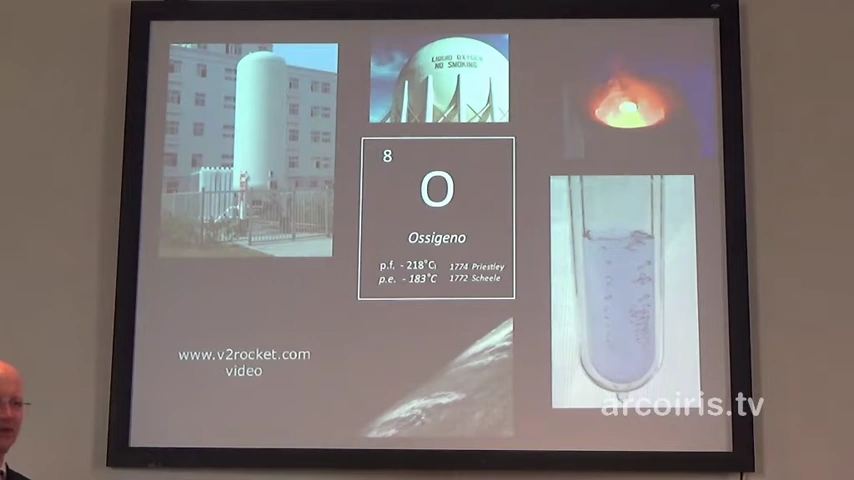 LIQUID OXYGEN
NO SMOKING
8
O
Ossigeno
p.f. - 218°C
1774 Priestley
p.e. - 183°C
1772 Scheele
www.v2rocket.com
video
arcoiris.tv